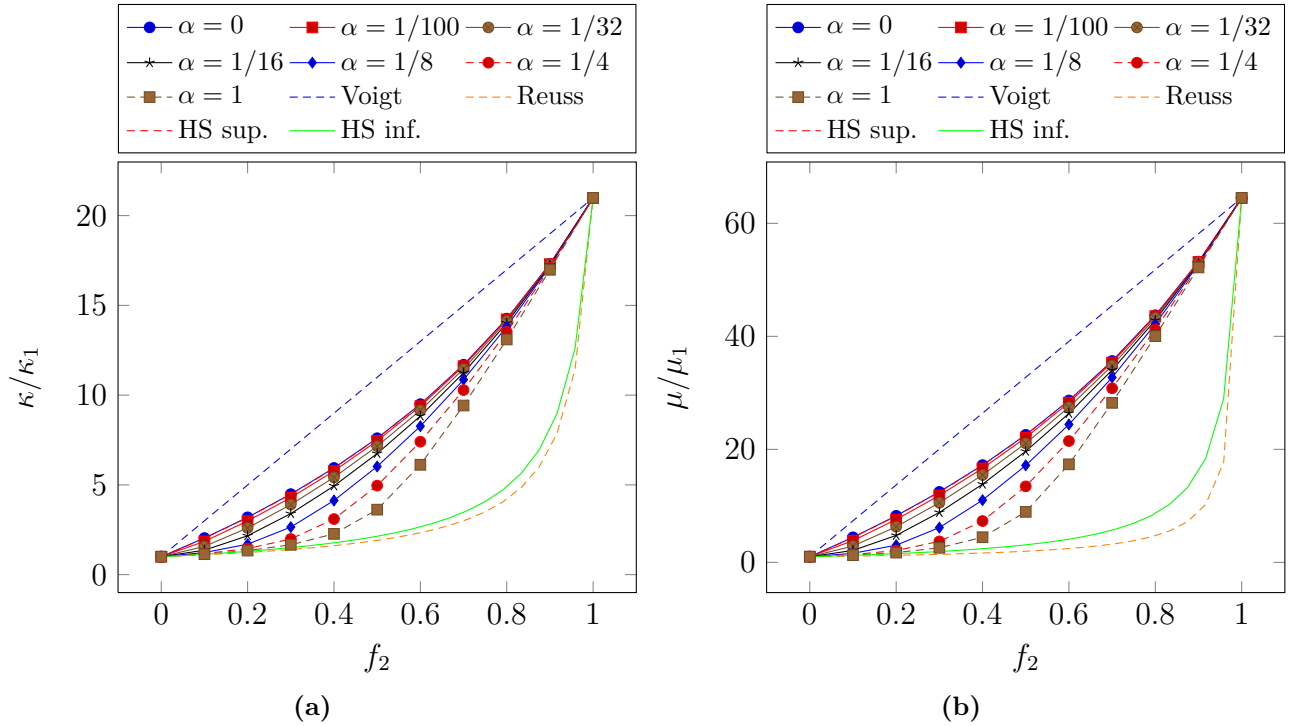 α = 0 α = 1/100 α = 1/32
α = 1/16 α = 1/8 α = 1/4
α = 1 Voigt Reuss
HS sup. HS inf.
κ/κ₁
20
15
10
5
0
0 0.2 0.4 0.6 0.8 1
f₂
(a)
α = 0 α = 1/100 α = 1/32
α = 1/16 α = 1/8 α = 1/4
α = 1 Voigt Reuss
HS sup. HS inf.
μ/μ₁
60
40
20
0
0 0.2 0.4 0.6 0.8 1
f₂
(b)